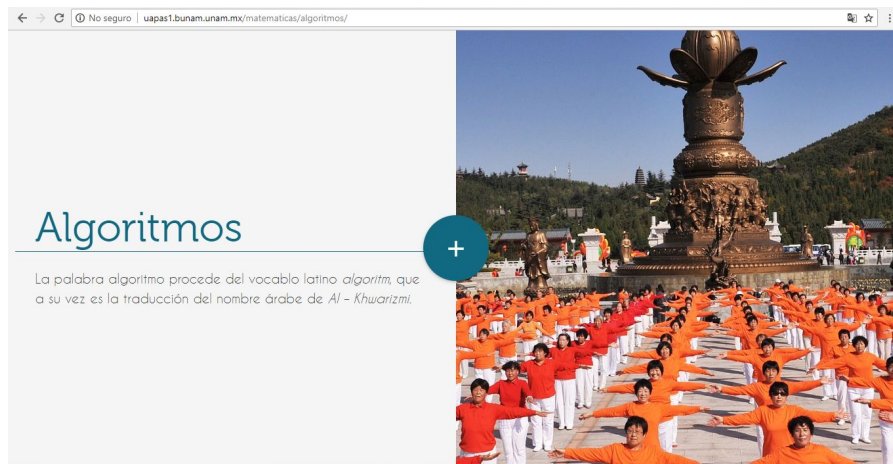 No seguro
uapas1.bunam.unam.mx/matematicas/algoritmos/
Algoritmos
+
La palabra algoritmo procede del vocablo latino algoritm, que
a su vez es la traducción del nombre árabe de Al – Khwarizmi.